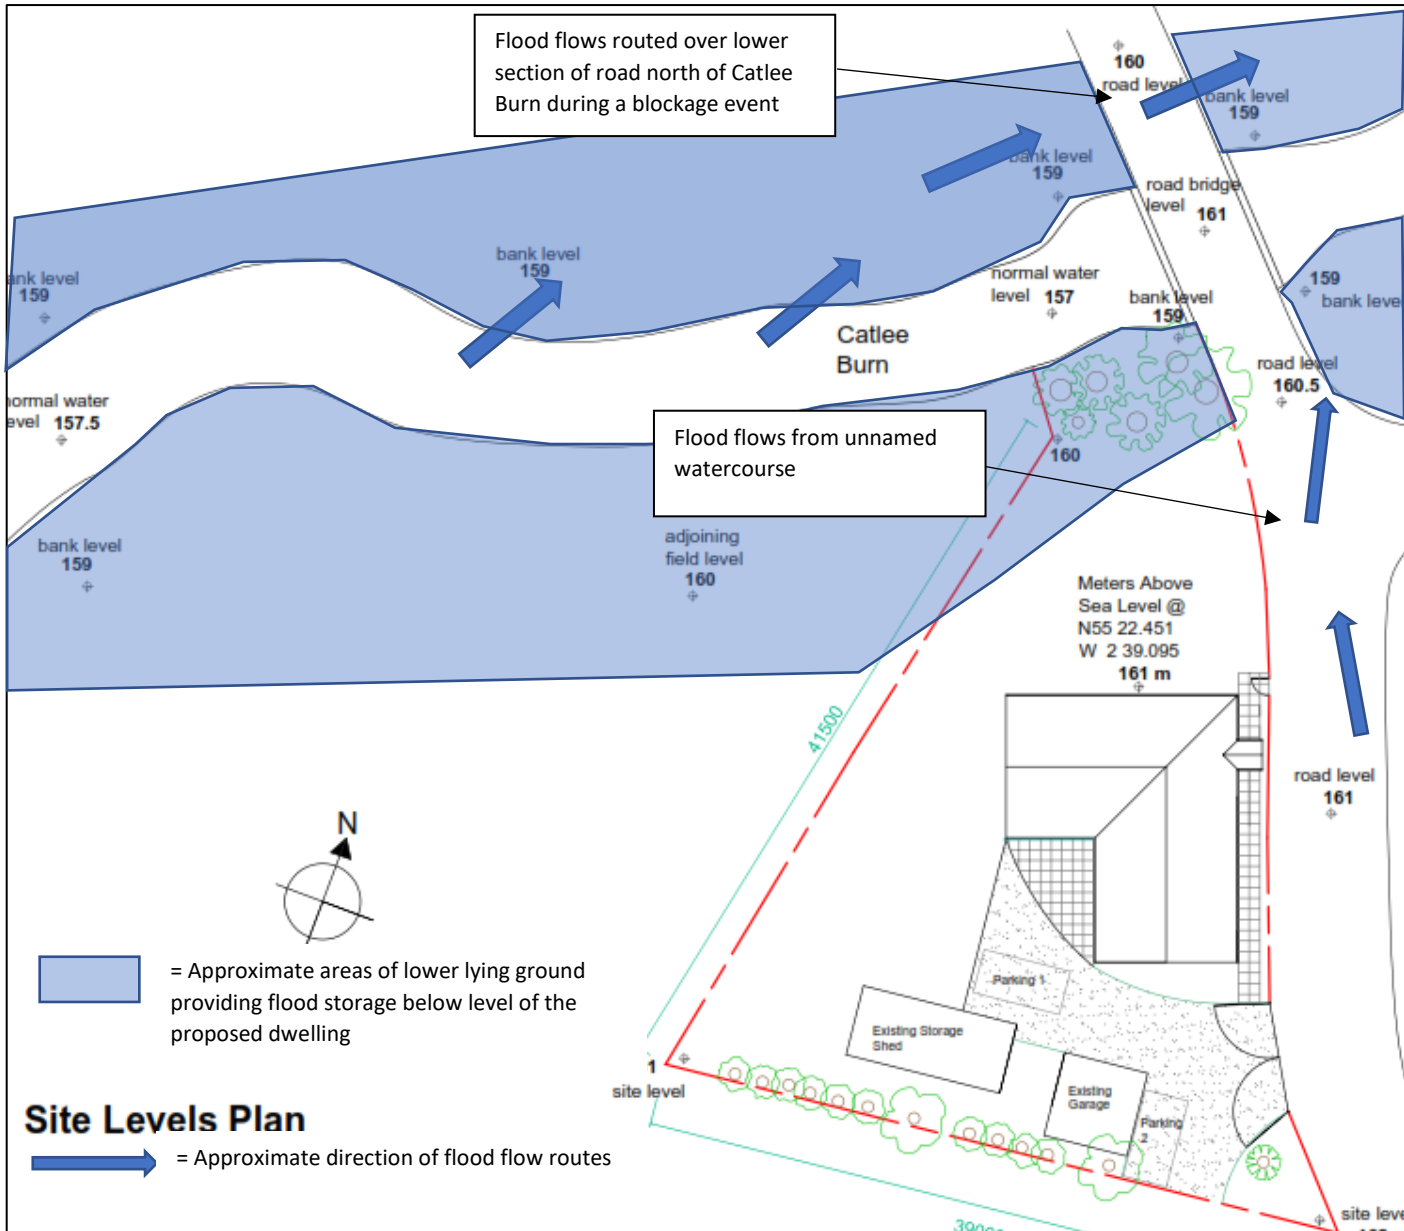 Flood flows routed over lower
section of road north of Catlee
Burn during a blockage event
160
road level
bank level
159
bank level
159
road bridge
level 161
bank level
159
ank level
159
normal water
level 157
bank level
159
159
bank leve
Catlee
Burn
road level
160.5
normal water
evel 157.5
Flood flows from unnamed
watercourse
160
bank level
159
adjoining
field level
160
Meters Above
Sea Level @
N55 22.451
W 2 39.095
161 m
41500
road level
161
N
= Approximate areas of lower lying ground
providing flood storage below level of the
proposed dwelling
Parking 1
Existing Storage
Shed
Existing
Garage
Parking
2
1
site level
Site Levels Plan
= Approximate direction of flood flow routes
site leve